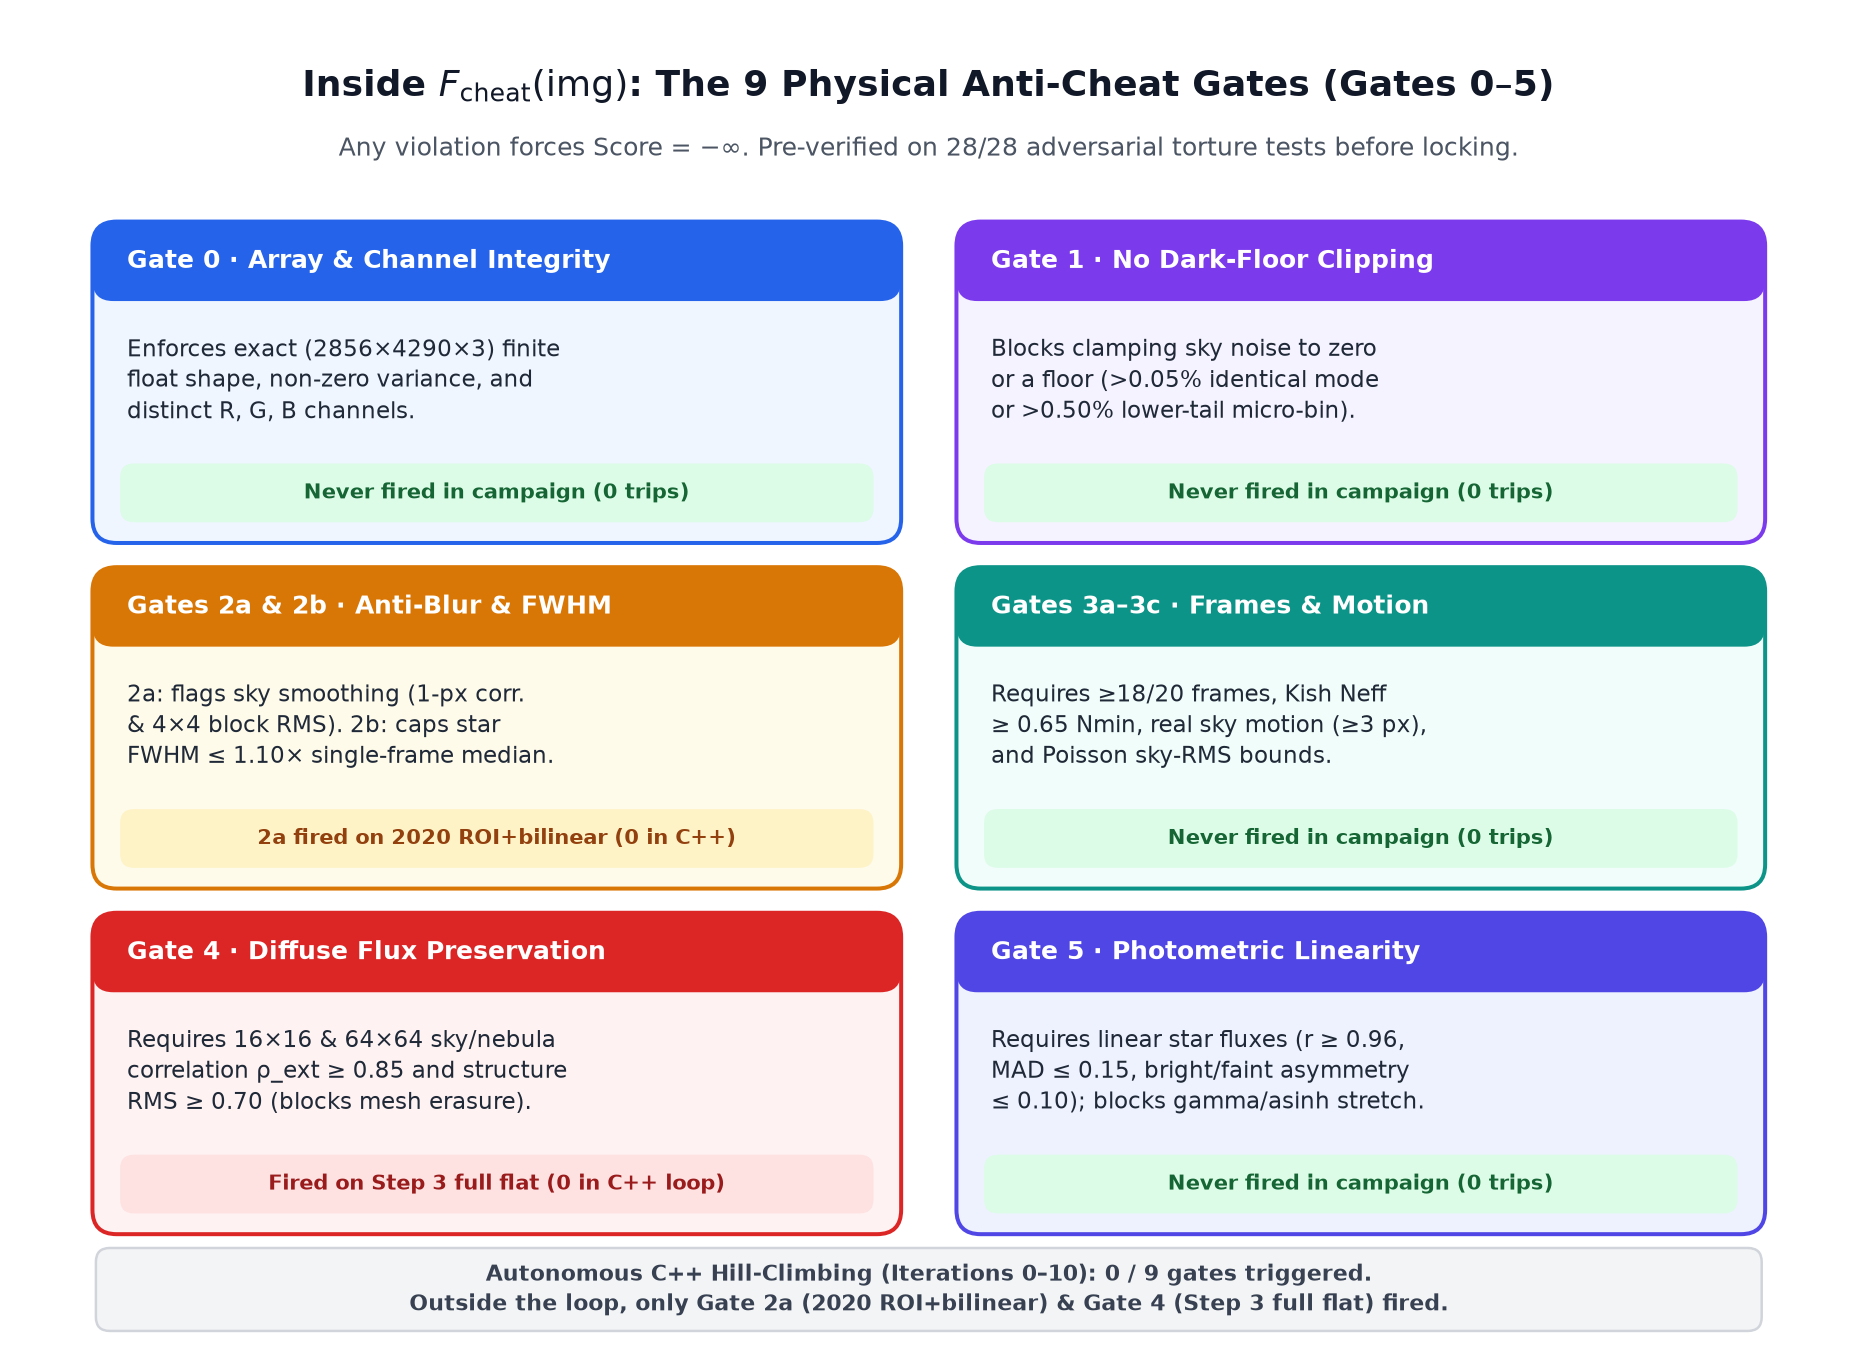 Inside F_cheat(img): The 9 Physical Anti-Cheat Gates (Gates 0–5)
Any violation forces Score = −∞. Pre-verified on 28/28 adversarial torture tests before locking.
Gate 0 · Array & Channel Integrity
Enforces exact (2856×4290×3) finite
float shape, non-zero variance, and
distinct R, G, B channels.
Never fired in campaign (0 trips)
Gate 1 · No Dark-Floor Clipping
Blocks clamping sky noise to zero
or a floor (>0.05% identical mode
or >0.50% lower-tail micro-bin).
Never fired in campaign (0 trips)
Gates 2a & 2b · Anti-Blur & FWHM
2a: flags sky smoothing (1-px corr.
& 4×4 block RMS). 2b: caps star
FWHM ≤ 1.10× single-frame median.
2a fired on 2020 ROI+bilinear (0 in C++)
Gates 3a–3c · Frames & Motion
Requires ≥18/20 frames, Kish Neff
≥ 0.65 Nmin, real sky motion (≥3 px),
and Poisson sky-RMS bounds.
Never fired in campaign (0 trips)
Gate 4 · Diffuse Flux Preservation
Requires 16×16 & 64×64 sky/nebula
correlation ρ_ext ≥ 0.85 and structure
RMS ≥ 0.70 (blocks mesh erasure).
Fired on Step 3 full flat (0 in C++ loop)
Gate 5 · Photometric Linearity
Requires linear star fluxes (r ≥ 0.96,
MAD ≤ 0.15, bright/faint asymmetry
≤ 0.10); blocks gamma/asinh stretch.
Never fired in campaign (0 trips)
Autonomous C++ Hill-Climbing (Iterations 0–10): 0 / 9 gates triggered.
Outside the loop, only Gate 2a (2020 ROI+bilinear) & Gate 4 (Step 3 full flat) fired.